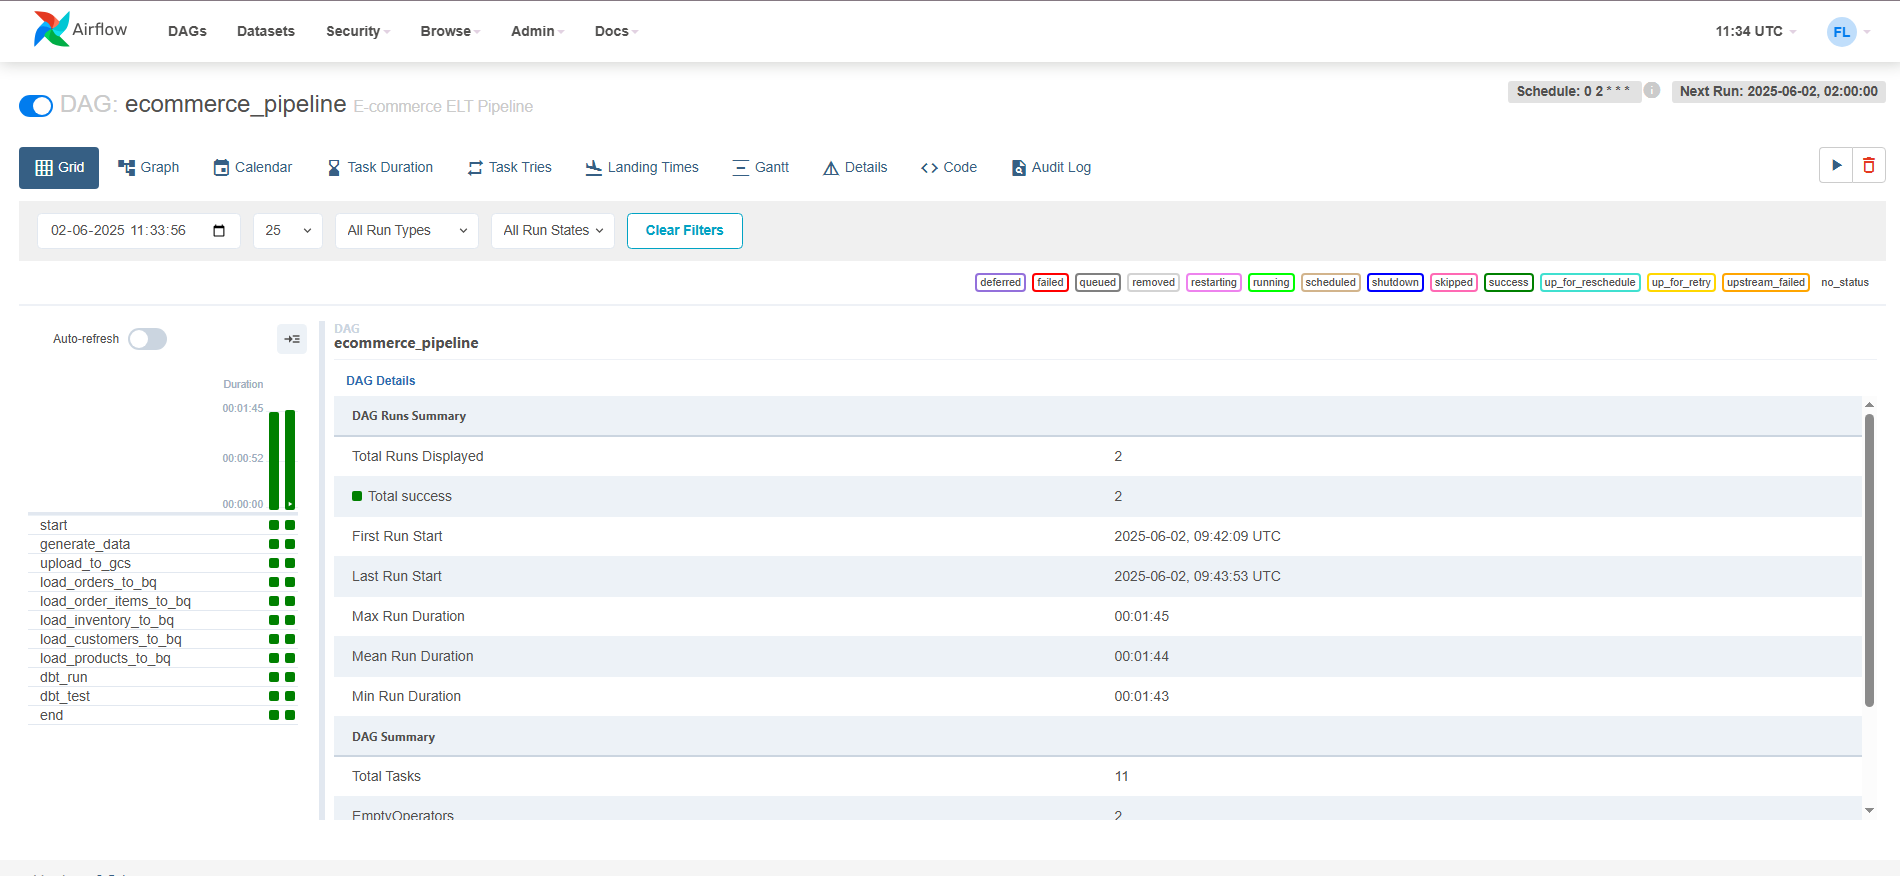 Airflow DAGs Datasets Security Browse Admin Docs 11:34 UTC FL
DAG: ecommerce_pipeline E-commerce ELT Pipeline Schedule: 0 2 * * * i Next Run: 2025-06-02, 02:00:00
Grid Graph Calendar Task Duration Task Tries Landing Times Gantt Details Code Audit Log
02-06-2025 11:33:56 25 All Run Types All Run States Clear Filters
deferred failed queued removed restarting running scheduled shutdown skipped success up_for_reschedule up_for_retry upstream_failed no_status
Auto-refresh
Duration
00:01:45
00:00:52
00:00:00
start
generate_data
upload_to_gcs
load_orders_to_bq
load_order_items_to_bq
load_inventory_to_bq
load_customers_to_bq
load_products_to_bq
dbt_run
dbt_test
end
DAG
ecommerce_pipeline
DAG Details
DAG Runs Summary
Total Runs Displayed 2
Total success 2
First Run Start 2025-06-02, 09:42:09 UTC
Last Run Start 2025-06-02, 09:43:53 UTC
Max Run Duration 00:01:45
Mean Run Duration 00:01:44
Min Run Duration 00:01:43
DAG Summary
Total Tasks 11
EmptyOperators 2